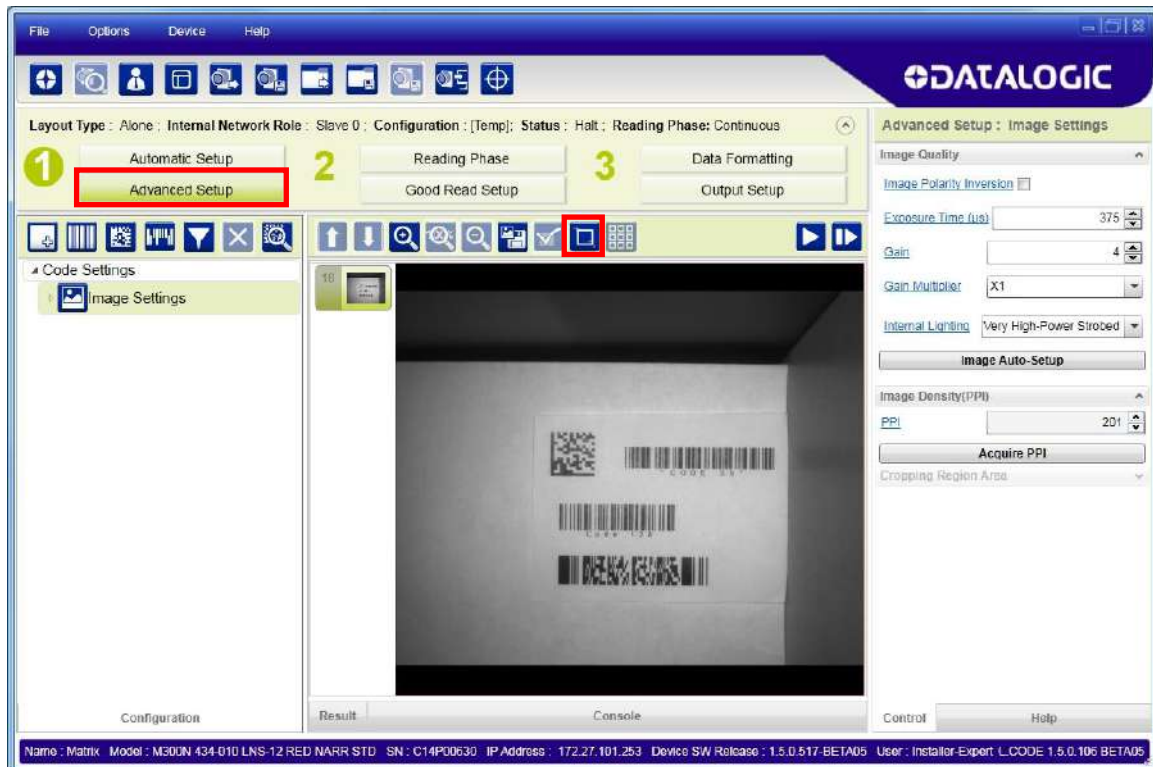 File Options Device Help
DATALOGIC
Layout Type : Alone : Internal Network Role : Slave 0 : Configuration : [Temp]; Status : Halt ; Reading Phase: Continuous
1 Automatic Setup 2 Reading Phase 3 Data Formatting
Advanced Setup Good Read Setup Output Setup
Code Settings
Image Settings
16
"CODE 39"
Code 128
Configuration
Result Console
Advanced Setup : Image Settings
Image Quality
Image Polarity Inversion
Exposure Time (µs) 375
Gain 4
Gain Multiplier X1
Internal Lighting Very High-Power Strobed
Image Auto-Setup
Image Density(PPI)
PPI 201
Acquire PPI
Cropping Region Area
Control Help
Name : Matrix Model : M300N 434-010 LNS-12 RED NARR STD SN : C14P00630 IP Address : 172.27.101.253 Device SW Release : 1.5.0.517-BETA05 User : Installer-Expert CODE 1.5.0.106 BETA05